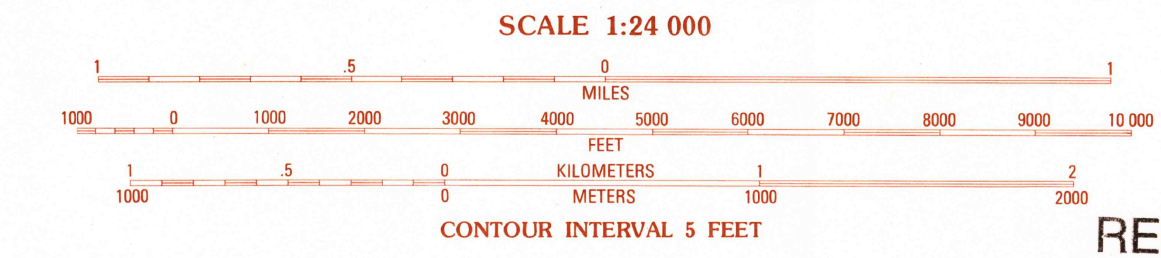 SCALE 1:24 000
1 .5 0 1
MILES
1000 0 1000 2000 3000 4000 5000 6000 7000 8000 9000 10 000
FEET
1 .5 0 KILOMETERS 1 2
1000 0 METERS 1000 2000
CONTOUR INTERVAL 5 FEET
RE